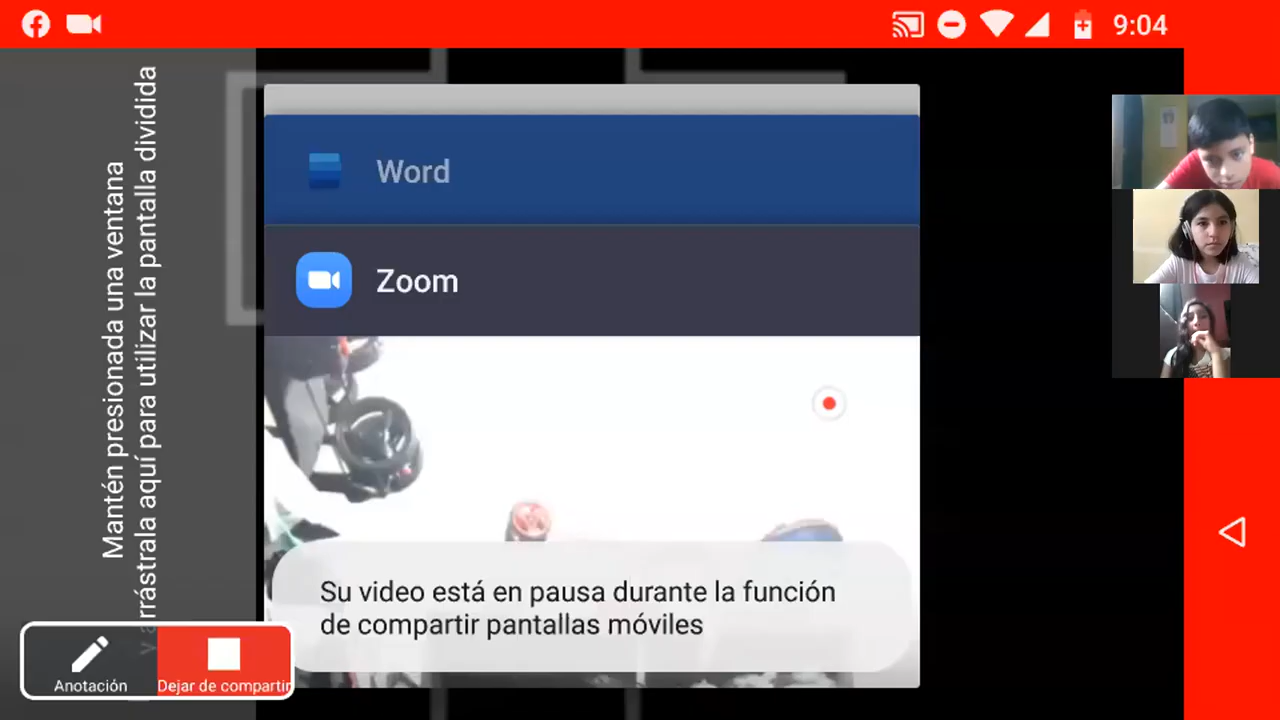 9:04
Mantén presionada una ventana
y arrástrala aquí para utilizar la pantalla dividida
Word
Zoom
Su video está en pausa durante la función
de compartir pantallas móviles
Anotación
Dejar de compartir